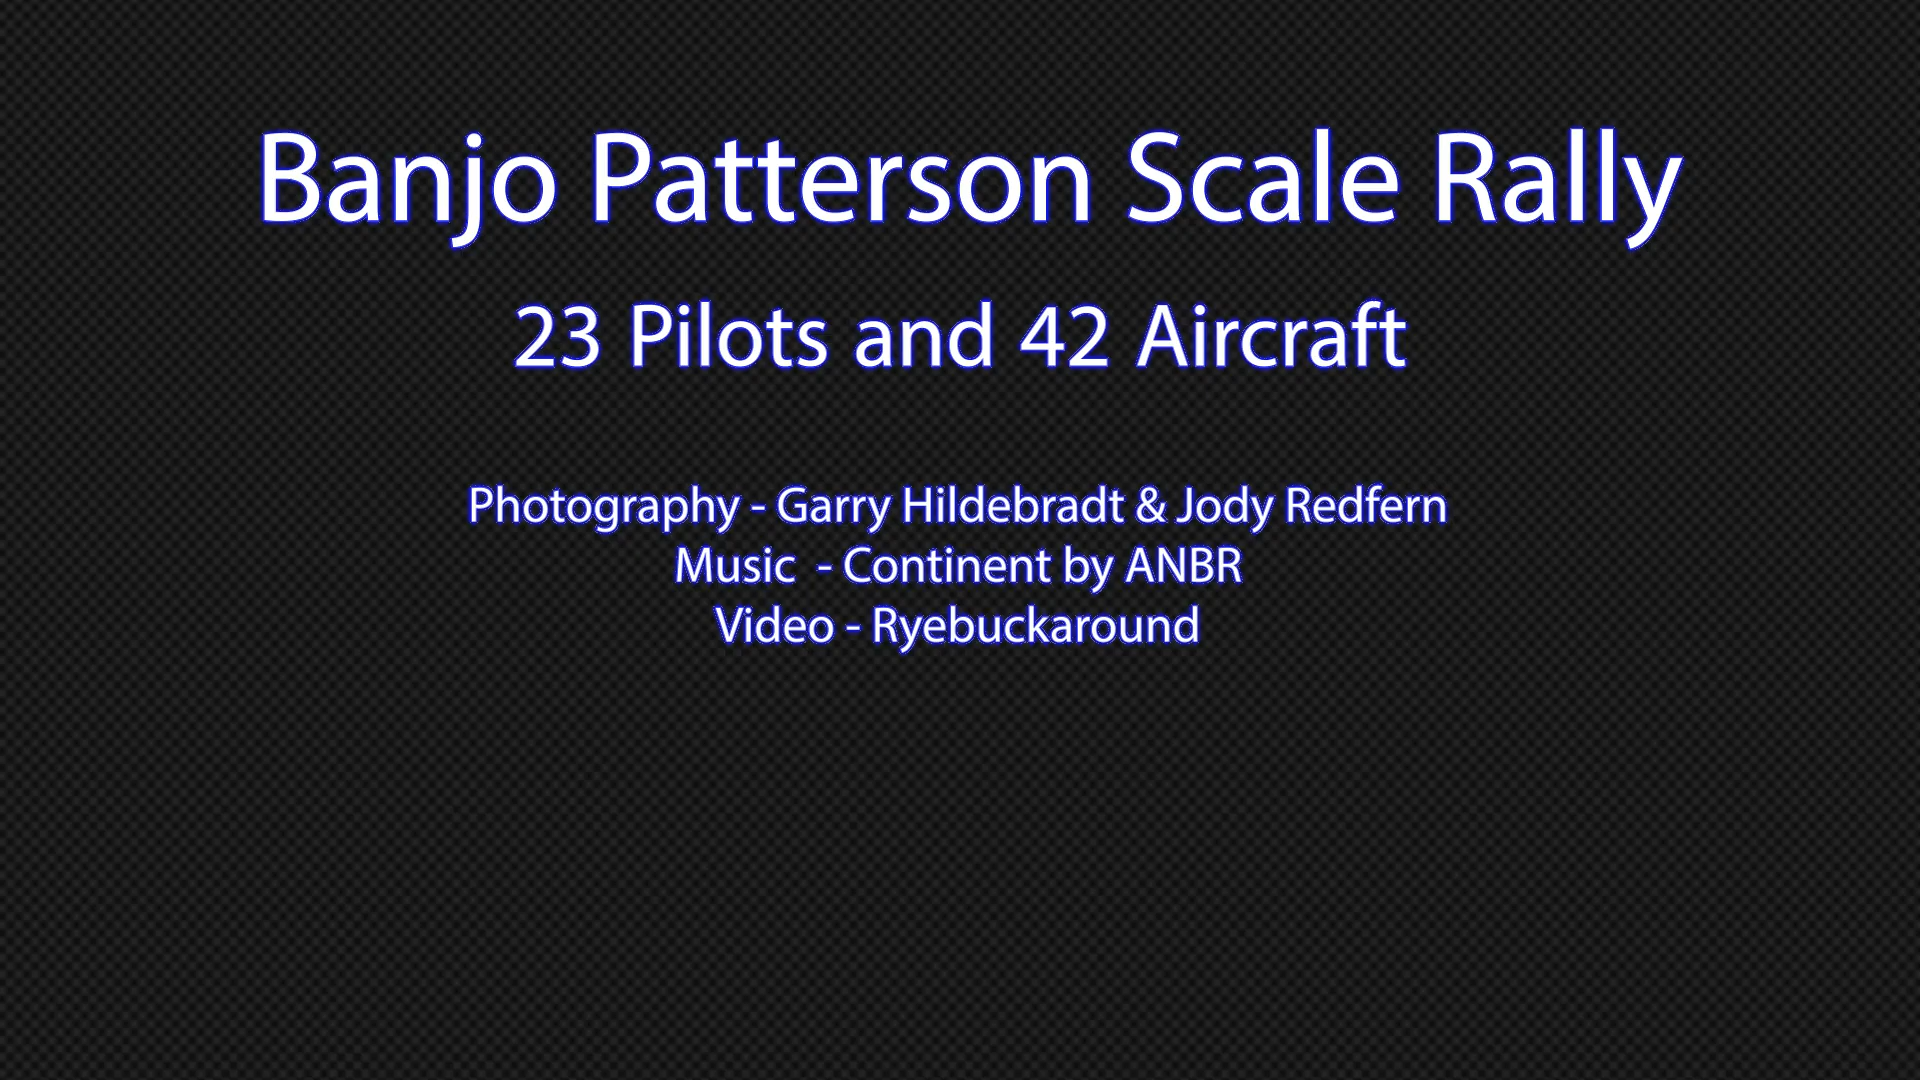 Banjo Patterson Scale Rally
23 Pilots and 42 Aircraft
Photography - Garry Hildebradt & Jody Redfern
Music  - Continent by ANBR
Video - Ryebuckaround